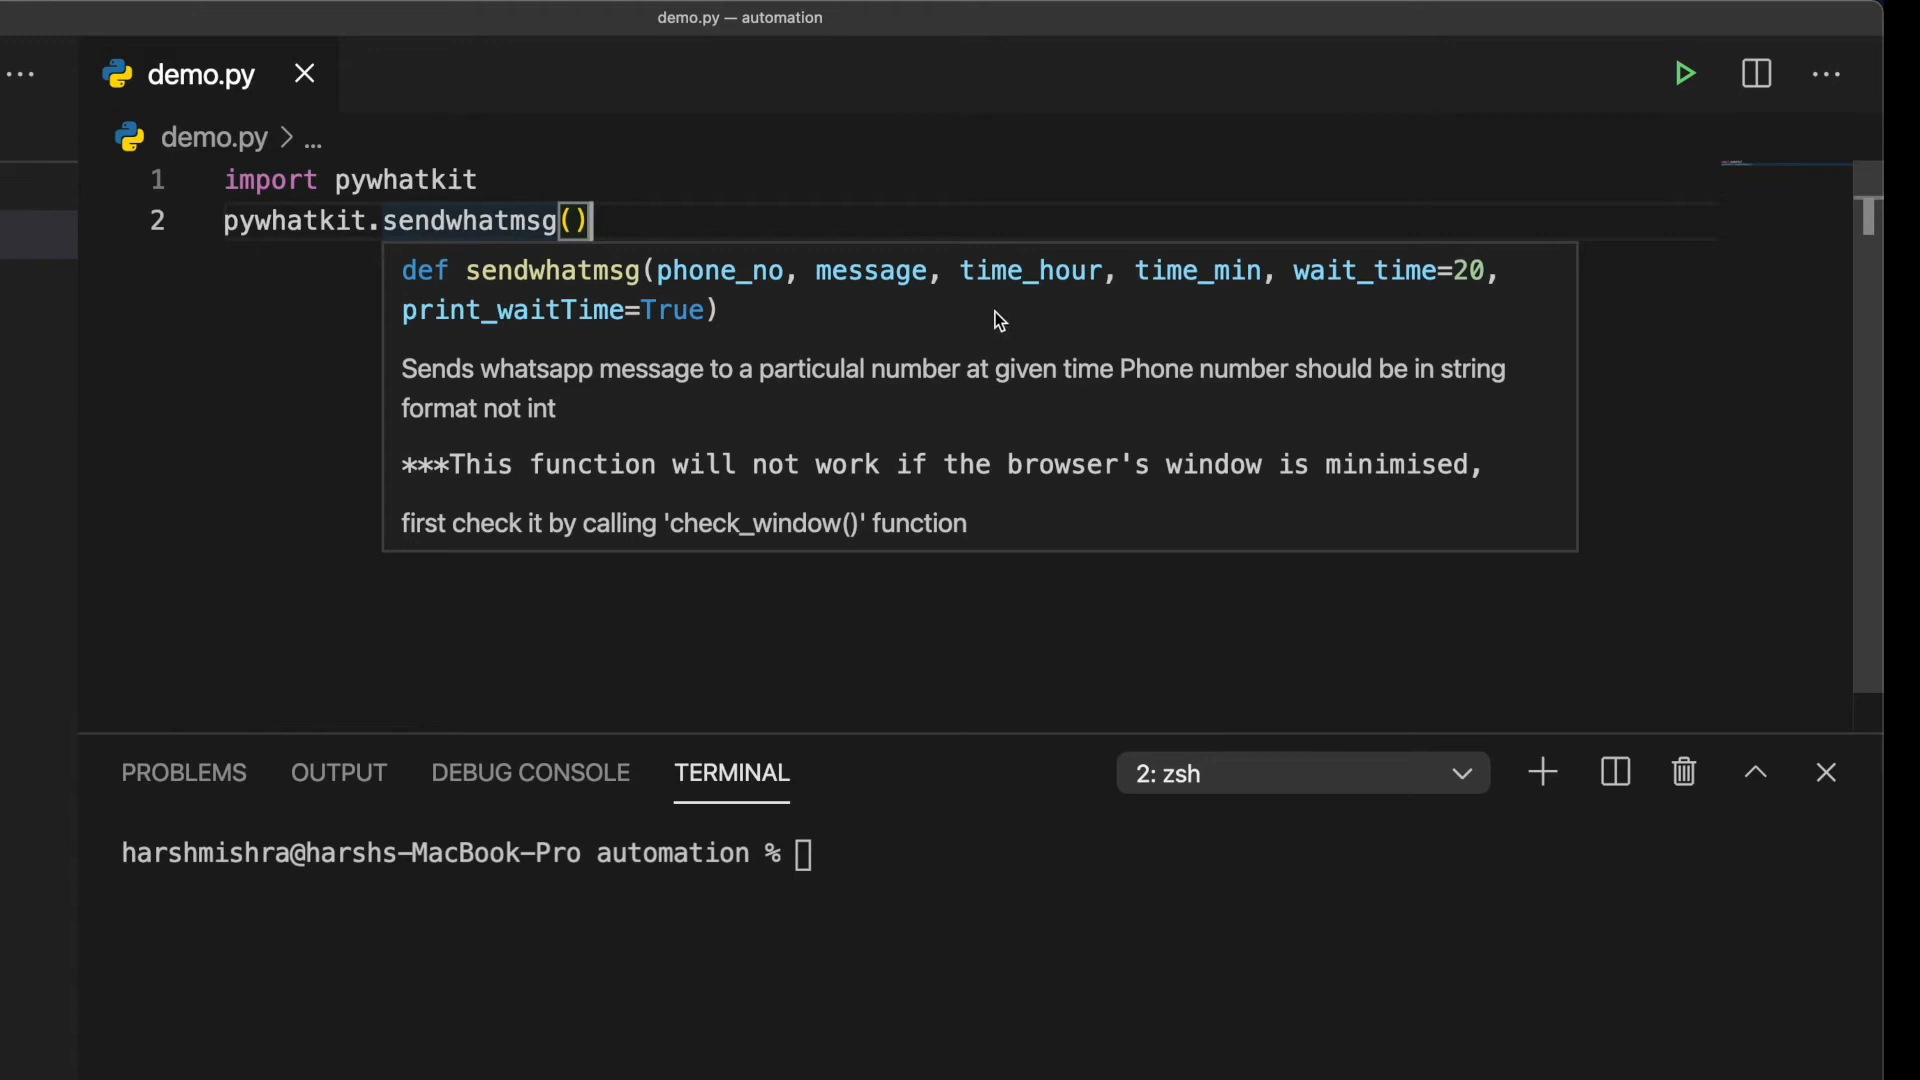 demo.py — automation
demo.py
demo.py > ...
1 import pywhatkit
2 pywhatkit.sendwhatmsg()
def sendwhatmsg(phone_no, message, time_hour, time_min, wait_time=20,
print_waitTime=True)
Sends whatsapp message to a particulal number at given time Phone number should be in string
format not int
***This function will not work if the browser's window is minimised,
first check it by calling 'check_window()' function
PROBLEMS OUTPUT DEBUG CONSOLE TERMINAL 2: zsh
harshmishra@harshs-MacBook-Pro automation %